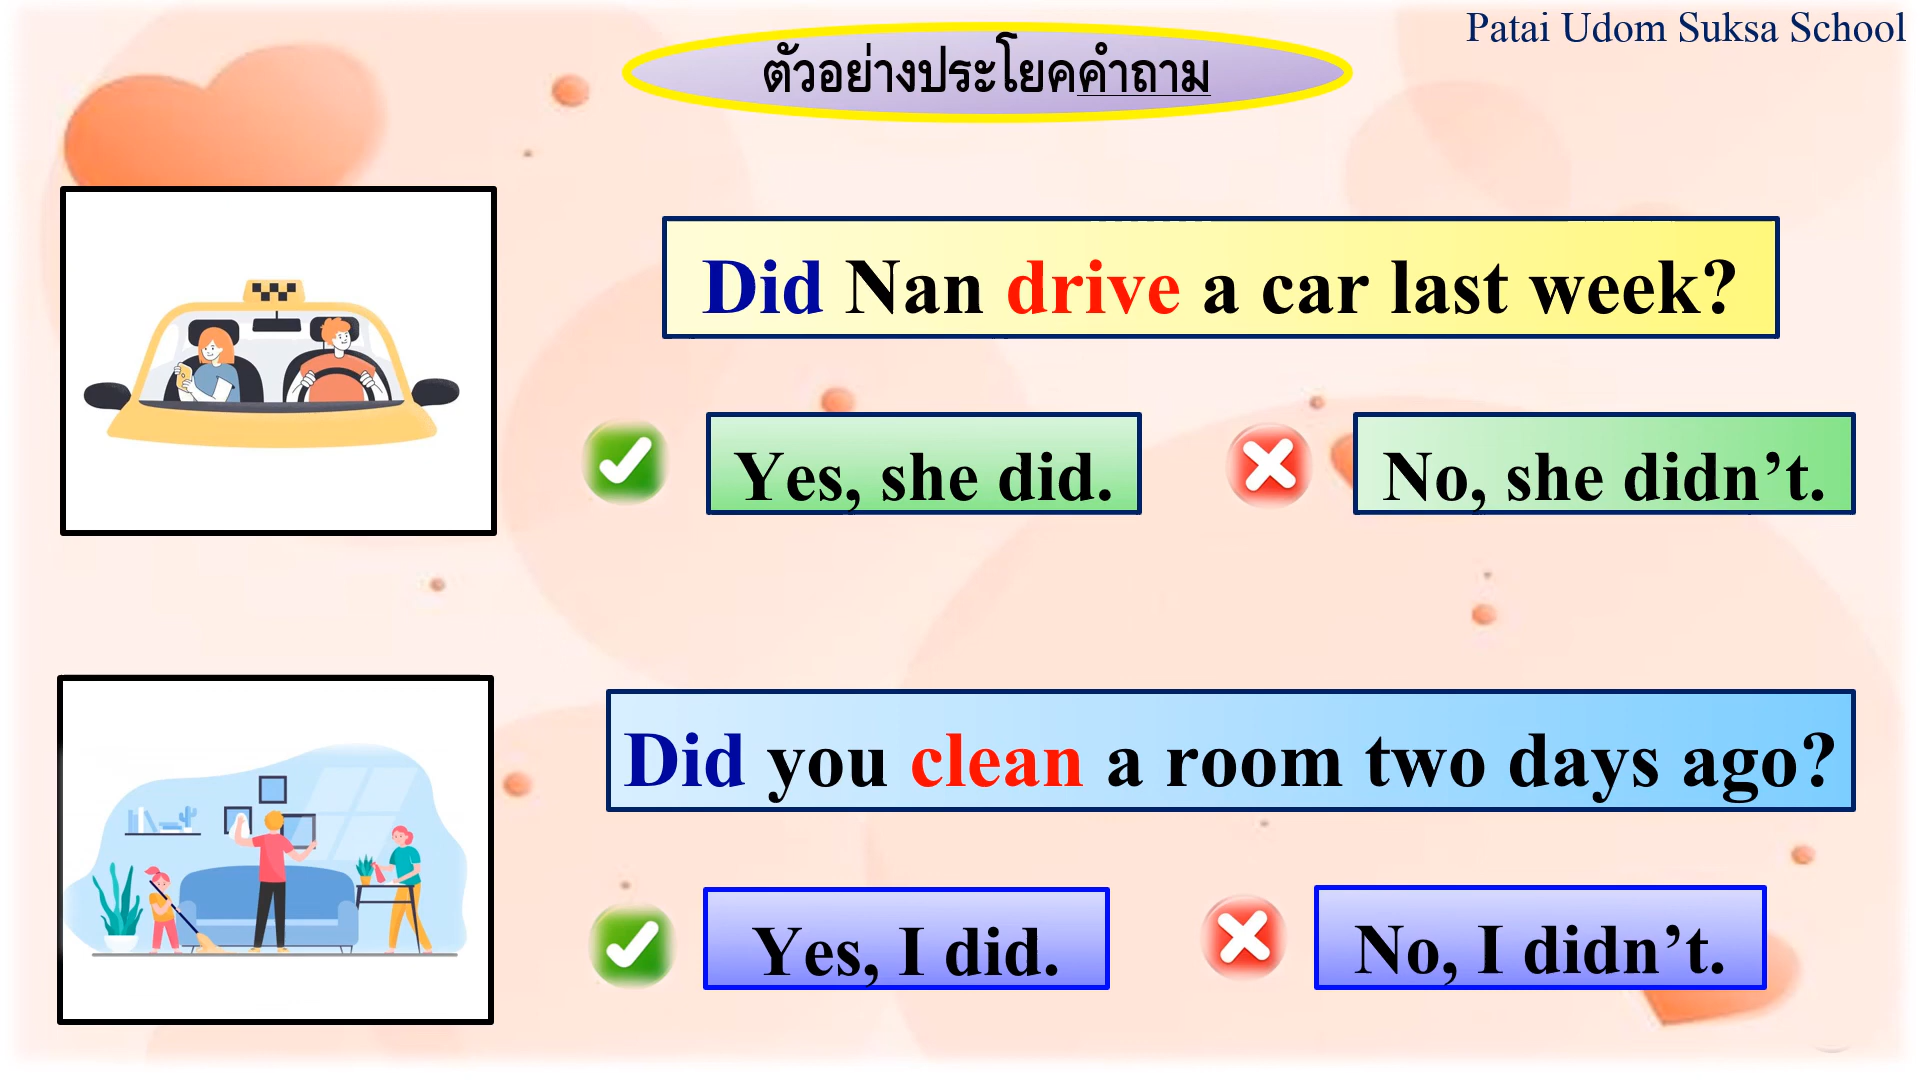 Patai Udom Suksa School
ตัวอย่างประโยคคำถาม
Did Nan drive a car last week?
Yes, she did.
No, she didn’t.
Did you clean a room two days ago?
Yes, I did.
No, I didn’t.